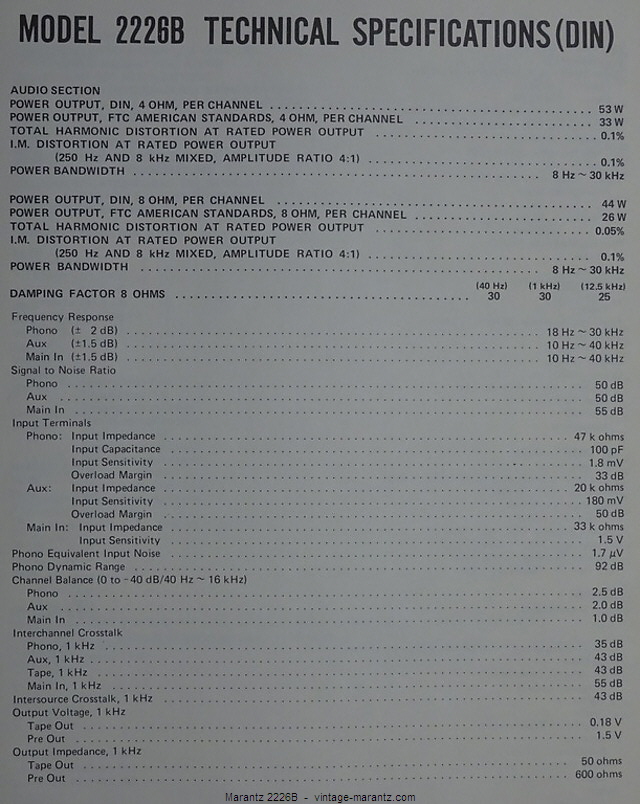 MODEL 2226B TECHNICAL SPECIFICATIONS (DIN)
AUDIO SECTION
POWER OUTPUT, DIN, 4 OHM, PER CHANNEL 53 W
POWER OUTPUT, FTC AMERICAN STANDARDS, 4 OHM, PER CHANNEL 33 W
TOTAL HARMONIC DISTORTION AT RATED POWER OUTPUT 0.1%
I.M. DISTORTION AT RATED POWER OUTPUT
(250 Hz AND 8 kHz MIXED, AMPLITUDE RATIO 4:1) 0.1%
POWER BANDWIDTH 8 Hz ~ 30 kHz
POWER OUTPUT, DIN, 8 OHM, PER CHANNEL 44 W
POWER OUTPUT, FTC AMERICAN STANDARDS, 8 OHM, PER CHANNEL 26 W
TOTAL HARMONIC DISTORTION AT RATED POWER OUTPUT 0.05%
I.M. DISTORTION AT RATED POWER OUTPUT
(250 Hz AND 8 kHz MIXED, AMPLITUDE RATIO 4:1) 0.1%
POWER BANDWIDTH 8 Hz ~ 30 kHz
(40 Hz) (1 kHz) (12.5 kHz)
DAMPING FACTOR 8 OHMS 30 30 25
Frequency Response
Phono (± 2 dB) 18 Hz ~ 30 kHz
Aux (±1.5 dB) 10 Hz ~ 40 kHz
Main In (±1.5 dB) 10 Hz ~ 40 kHz
Signal to Noise Ratio
Phono 50 dB
Aux 50 dB
Main In 55 dB
Input Terminals
Phono: Input Impedance 47 k ohms
Input Capacitance 100 pF
Input Sensitivity 1.8 mV
Overload Margin 33 dB
Aux: Input Impedance 20 k ohms
Input Sensitivity 180 mV
Overload Margin 50 dB
Main In: Input Impedance 33 k ohms
Input Sensitivity 1.5 V
Phono Equivalent Input Noise 1.7 µV
Phono Dynamic Range 92 dB
Channel Balance (0 to -40 dB/40 Hz ~ 16 kHz)
Phono 2.5 dB
Aux 2.0 dB
Main In 1.0 dB
Interchannel Crosstalk
Phono, 1 kHz 35 dB
Aux, 1 kHz 43 dB
Tape, 1 kHz 43 dB
Main In, 1 kHz 55 dB
Intersource Crosstalk, 1 kHz 43 dB
Output Voltage, 1 kHz
Tape Out 0.18 V
Pre Out 1.5 V
Output Impedance, 1 kHz
Tape Out 50 ohms
Pre Out 600 ohms
Marantz 2226B - vintage-marantz.com